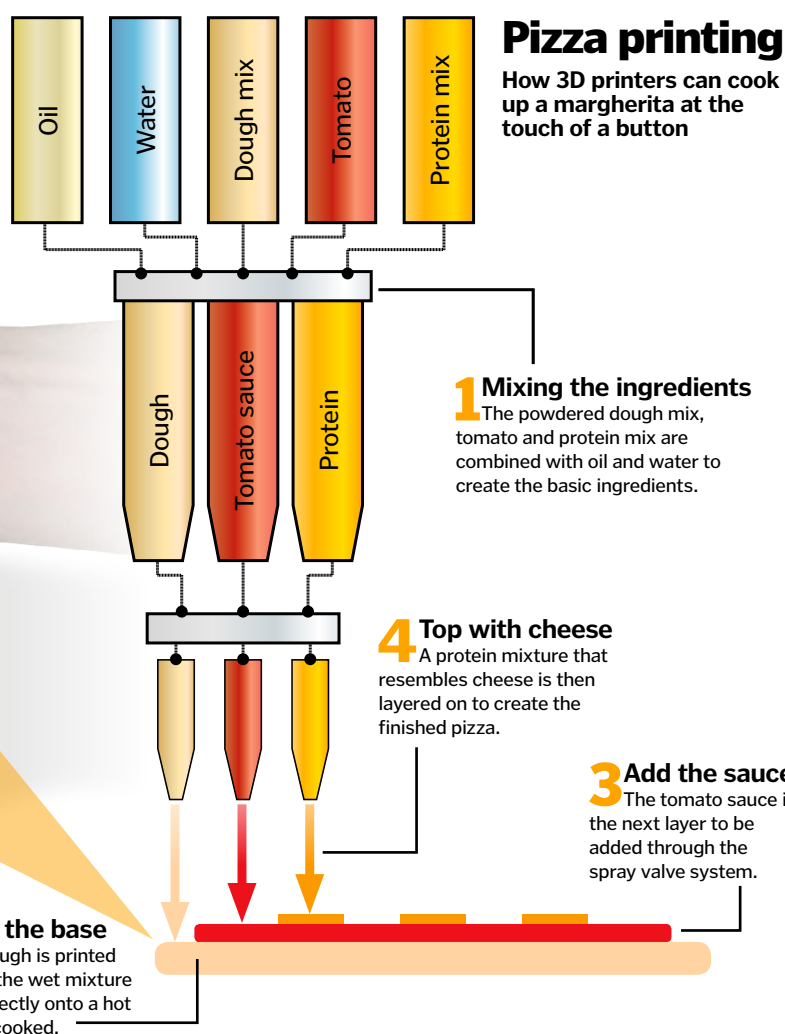 Pizza printing
How 3D printers can cook
up a margherita at the
touch of a button
Oil
Water
Dough mix
Tomato
Protein mix
Dough
Tomato sauce
Protein
1 Mixing the ingredients
The powdered dough mix,
tomato and protein mix are
combined with oil and water to
create the basic ingredients.
4 Top with cheese
A protein mixture that
resembles cheese is then
layered on to create the
finished pizza.
3 Add the sauce
The tomato sauce
the next layer to be
added through the
spray valve system.
the base
is printed
the wet mixture
onto a hot
cooked.